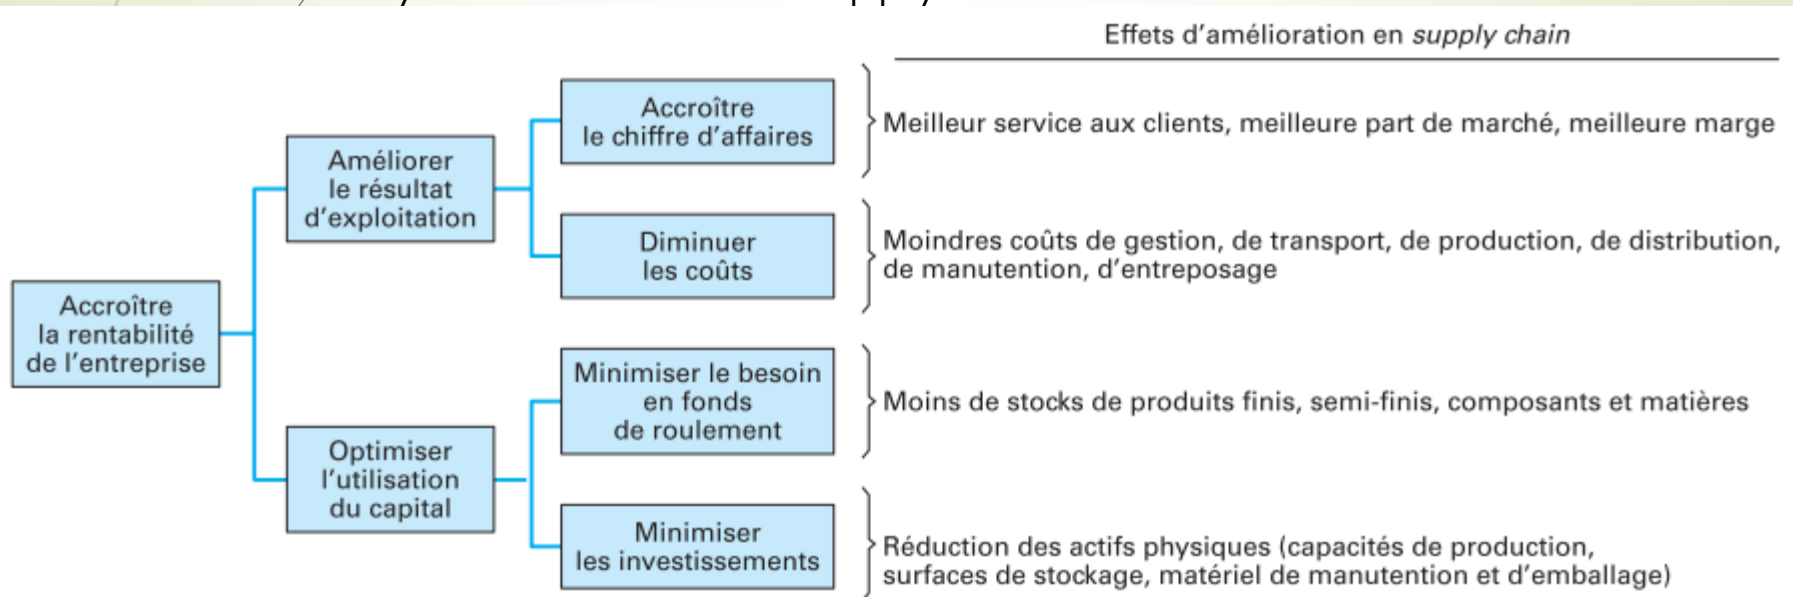 Effets d'amélioration en supply chain
Accroître
le chiffre d'affaires
Meilleur service aux clients, meilleure part de marché, meilleure marge
Améliorer
le résultat
d'exploitation
Diminuer
les coûts
Moindres coûts de gestion, de transport, de production, de distribution,
de manutention, d'entreposage
Accroître
la rentabilité
de l'entreprise
Minimiser le besoin
en fonds
de roulement
Moins de stocks de produits finis, semi-finis, composants et matières
Optimiser
l'utilisation
du capital
Minimiser
les investissements
Réduction des actifs physiques (capacités de production,
surfaces de stockage, matériel de manutention et d'emballage)